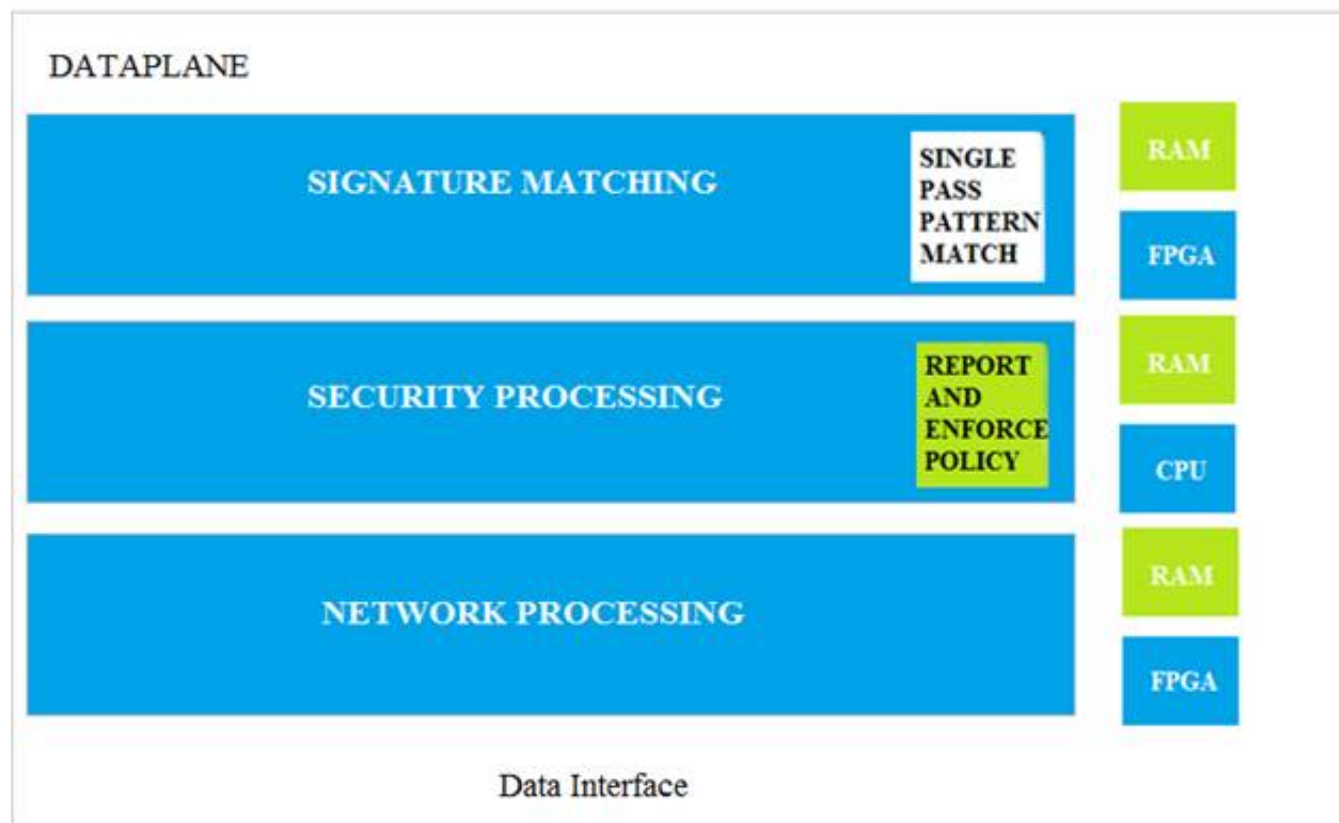 DATAPLANE
SIGNATURE MATCHING
SINGLE
PASS
PATTERN
MATCH
RAM
FPGA
SECURITY PROCESSING
REPORT
AND
ENFORCE
POLICY
RAM
CPU
NETWORK PROCESSING
RAM
FPGA
Data Interface